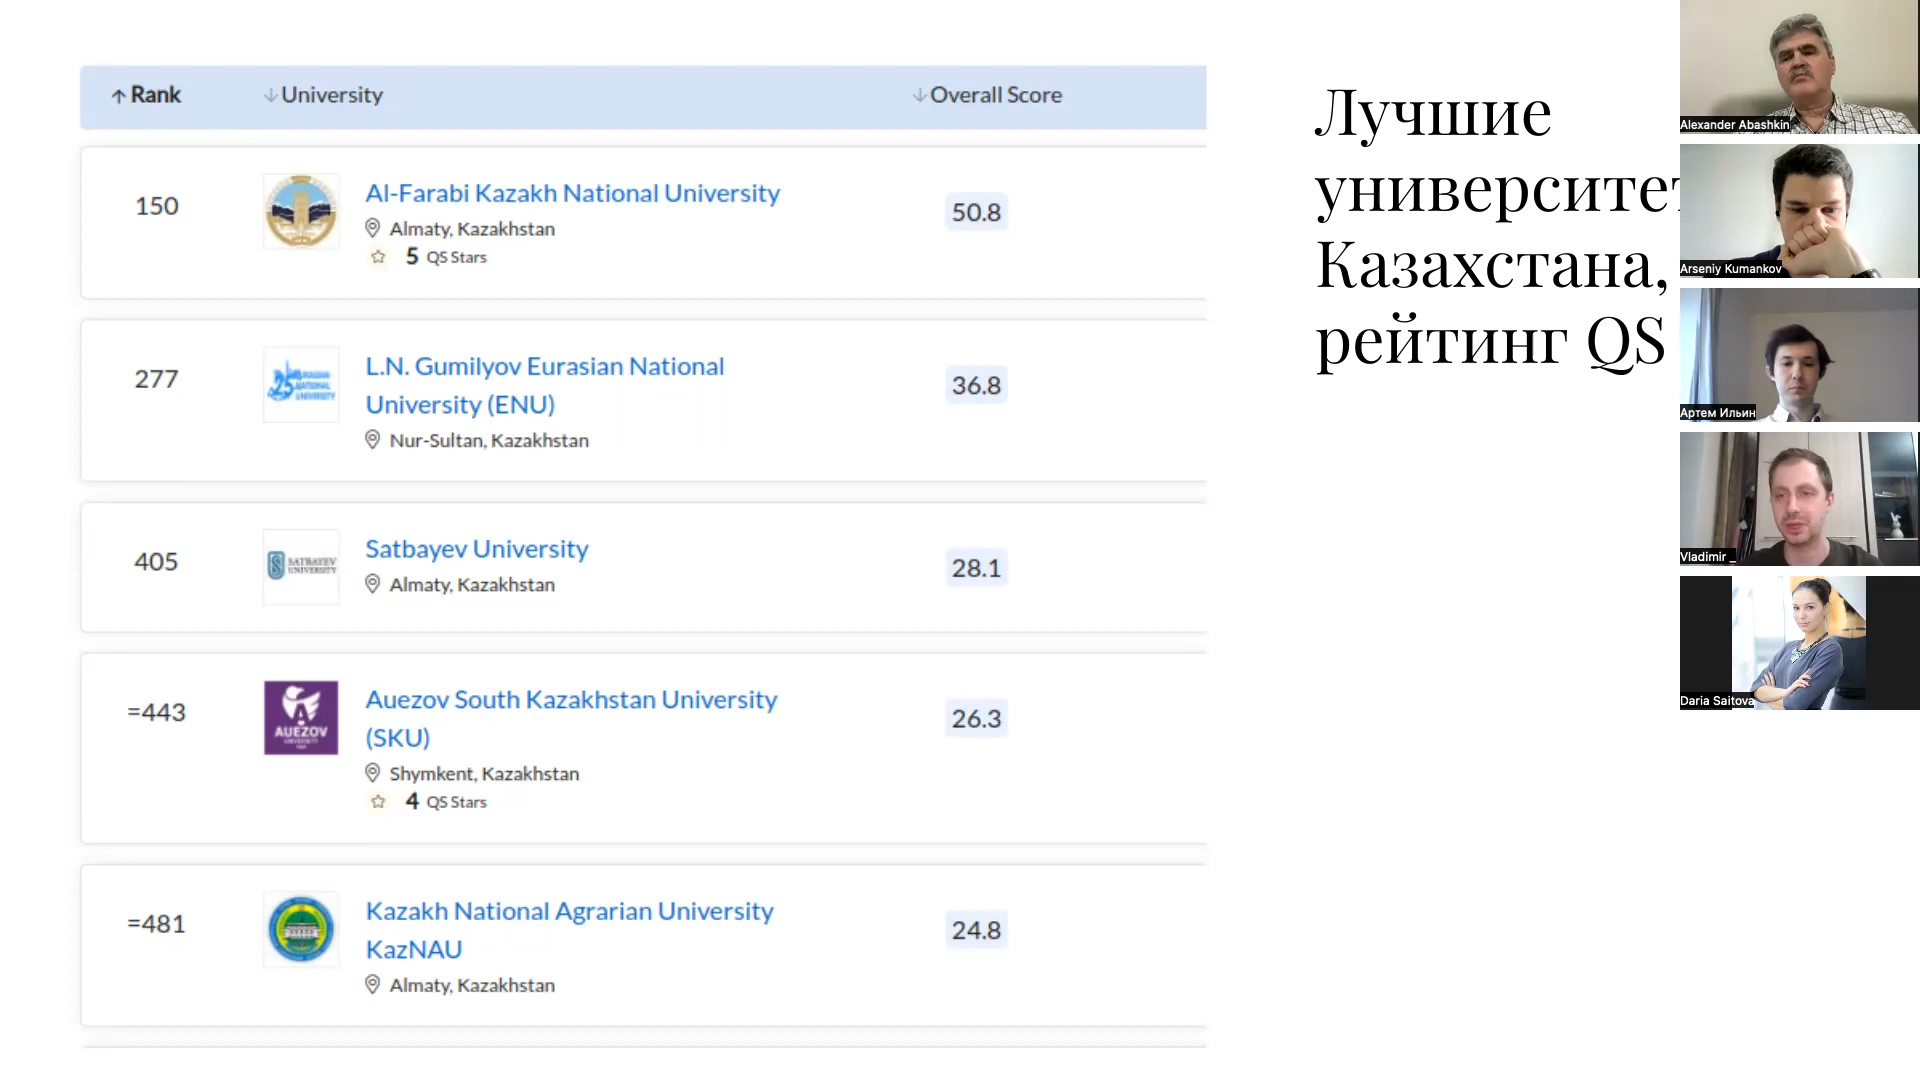 Rank University Overall Score
150
Al-Farabi Kazakh National University
Almaty, Kazakhstan
5 QS Stars
50.8
277
L.N. Gumilyov Eurasian National
University (ENU)
Nur-Sultan, Kazakhstan
36.8
405
SATBAYEV
UNIVERSITY
Satbayev University
Almaty, Kazakhstan
28.1
=443
AUEZOV
Auezov South Kazakhstan University
(SKU)
Shymkent, Kazakhstan
4 QS Stars
26.3
=481
Kazakh National Agrarian University
KazNAU
Almaty, Kazakhstan
24.8
Лучшие
университет
Казахстана,
рейтинг QS
Alexander Abashkin
Arseniy Kumankov
Артем Ильин
Vladimir _
Daria Saitova